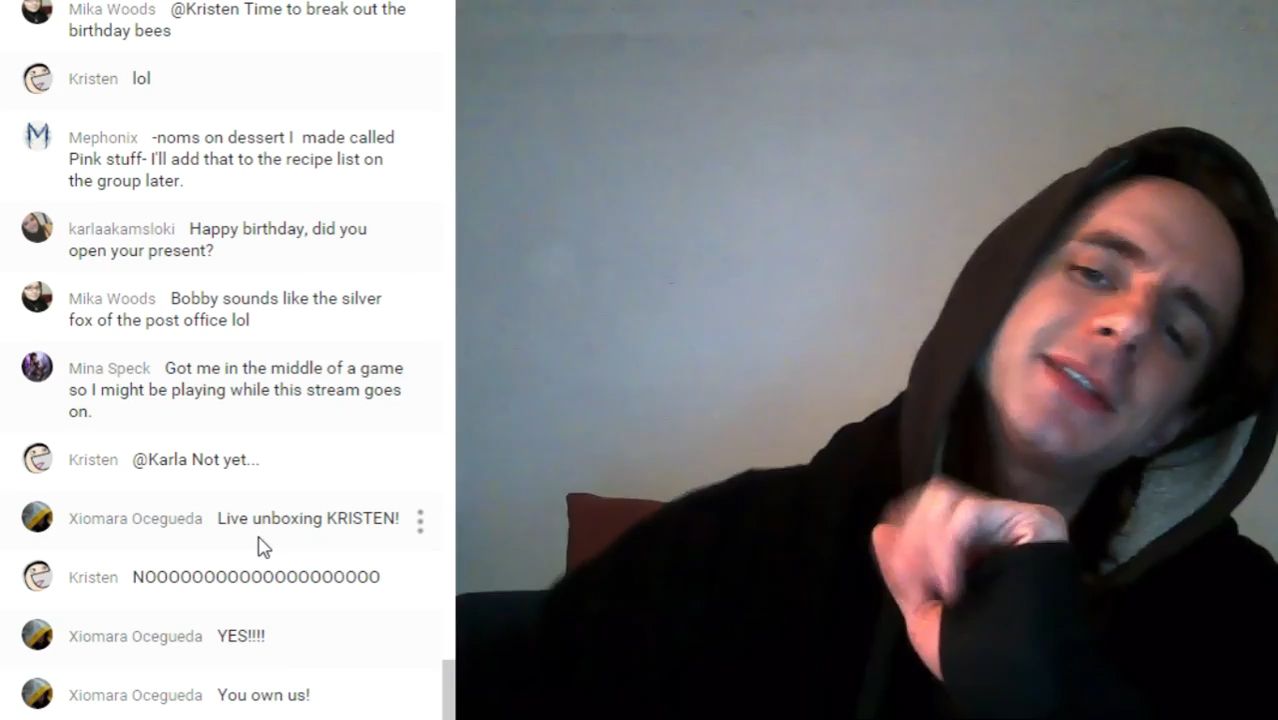 Mika Woods @Kristen Time to break out the
birthday bees
Kristen lol
M
Mephonix -noms on dessert I made called
Pink stuff- I'll add that to the recipe list on
the group later.
karlaakamsloki Happy birthday, did you
open your present?
Mika Woods Bobby sounds like the silver
fox of the post office lol
Mina Speck Got me in the middle of a game
so I might be playing while this stream goes
on.
Kristen @Karla Not yet...
Xiomara Ocegueda Live unboxing KRISTEN!
Kristen NOOOOOOOOOOOOOOOOOOOO
Xiomara Ocegueda YES!!!!
Xiomara Ocegueda You own us!